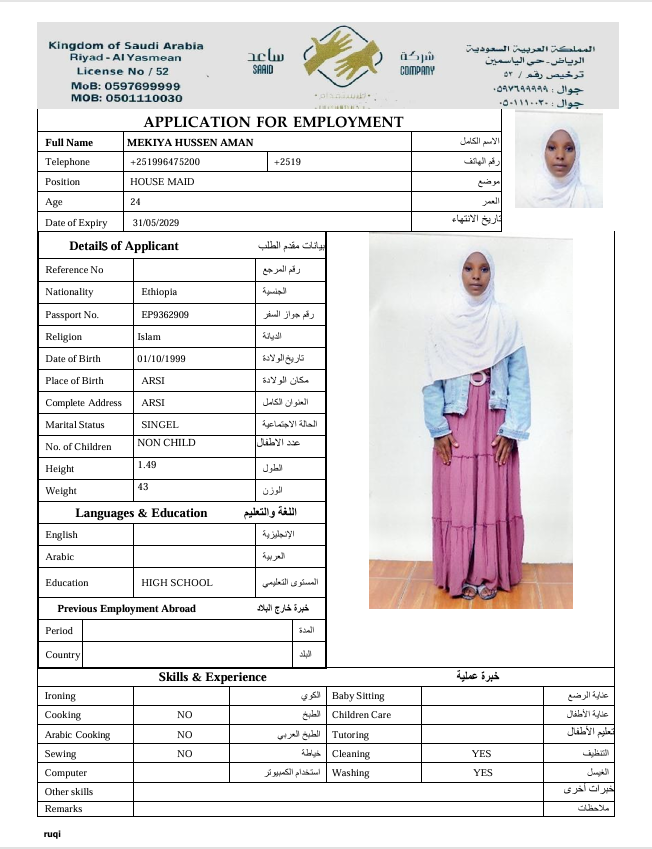 Kingdom of Saudi Arabia
Riyad - Al Yasmean
License No / 52
MoB: 0597699999
MOB: 0501110030
ساعد
SAAID
شركة
COMPANY
المملكة العربية السعودية
الرياض-حى الياسمين
ترخيص رقم / ٥٢
جوال : ٠٥٩٧٦٩٩٩٩٩
جوال : ٠٥٠١١١٠٠٣٠
APPLICATION FOR EMPLOYMENT
Full Name MEKIYA HUSSEN AMAN الاسم الكامل
Telephone +251996475200 +2519 رقم الهاتف
Position HOUSE MAID موضع
Age 24 العمر
Date of Expiry 31/05/2029 تاريخ الانتهاء
Details of Applicant بيانات مقدم الطلب
Reference No رقم المرجع
Nationality Ethiopia الجنسية
Passport No. EP9362909 رقم جواز السفر
Religion Islam الديانة
Date of Birth 01/10/1999 تاريخ الولادة
Place of Birth ARSI مكان الولادة
Complete Address ARSI العنوان الكامل
Marital Status SINGEL الحالة الاجتماعية
No. of Children NON CHILD عدد الاطفال
Height 1.49 الطول
Weight 43 الوزن
Languages & Education اللغة والتعليم
English الإنجليزية
Arabic العربية
Education HIGH SCHOOL المستوى التعليمي
Previous Employment Abroad خبرة خارج البلاد
Period المدة
Country البلد
Skills & Experience خبرة عملية
Ironing الكوي Baby Sitting عناية الرضع
Cooking NO الطبخ Children Care عناية الأطفال
Arabic Cooking NO الطبخ العربي Tutoring تعليم الأطفال
Sewing NO خياطة Cleaning YES التنظيف
Computer استخدام الكمبيوتر Washing YES الغيسل
Other skills خبرات أخرى
Remarks ملاحظات
ruqi